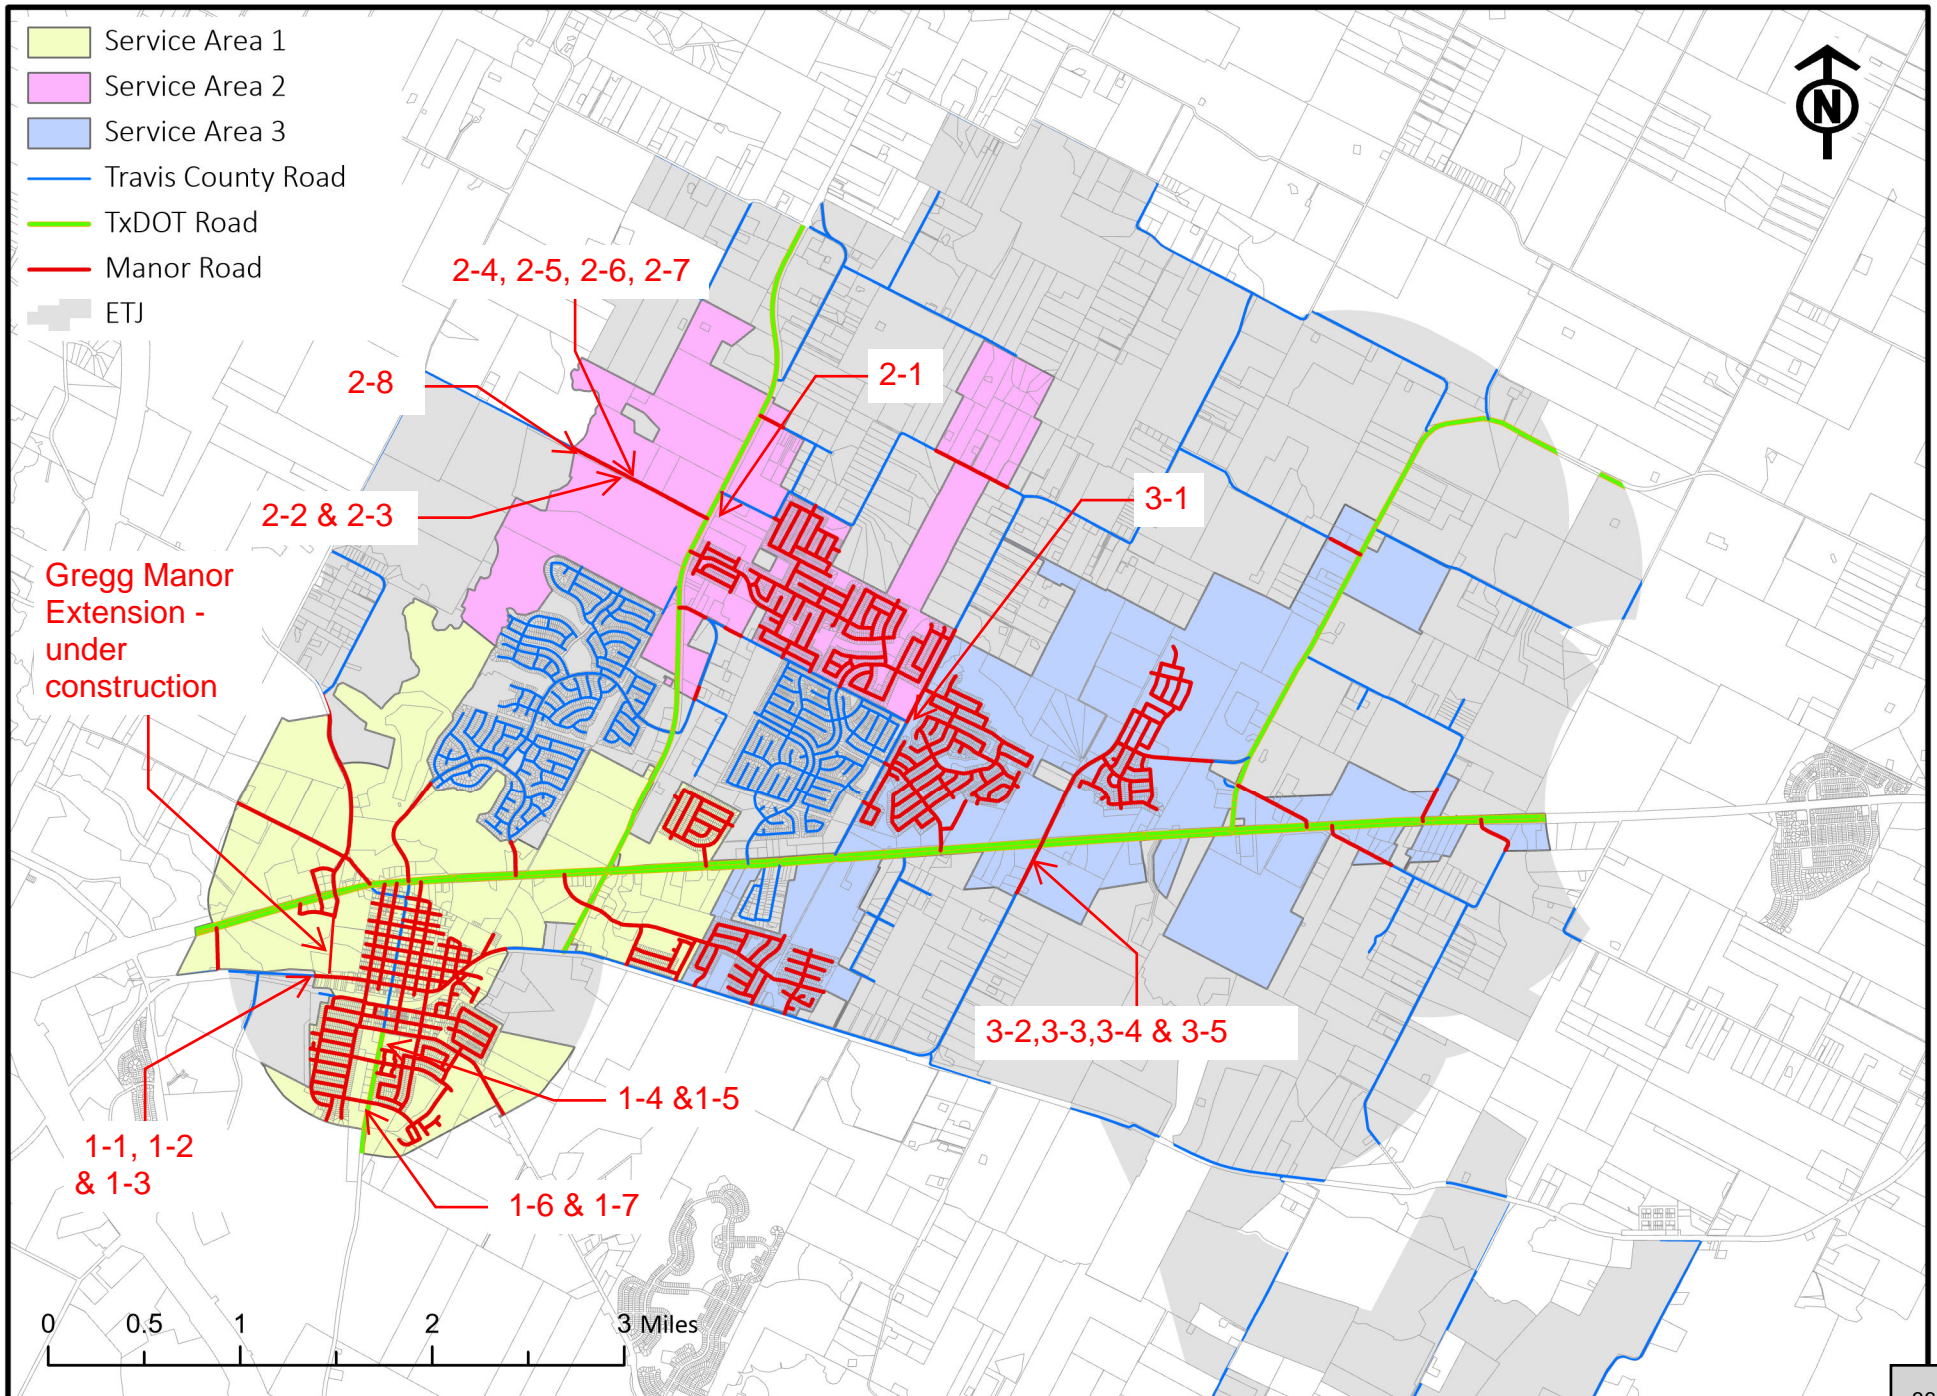 Service Area 1
Service Area 2
Service Area 3
Travis County Road
TxDOT Road
Manor Road
ETJ
N
2-4, 2-5, 2-6, 2-7
2-8
2-1
2-2 & 2-3
3-1
Gregg Manor
Extension -
under
construction
3-2,3-3,3-4 & 3-5
1-4 &1-5
1-1, 1-2
& 1-3
1-6 & 1-7
0 0.5 1 2 3 Miles